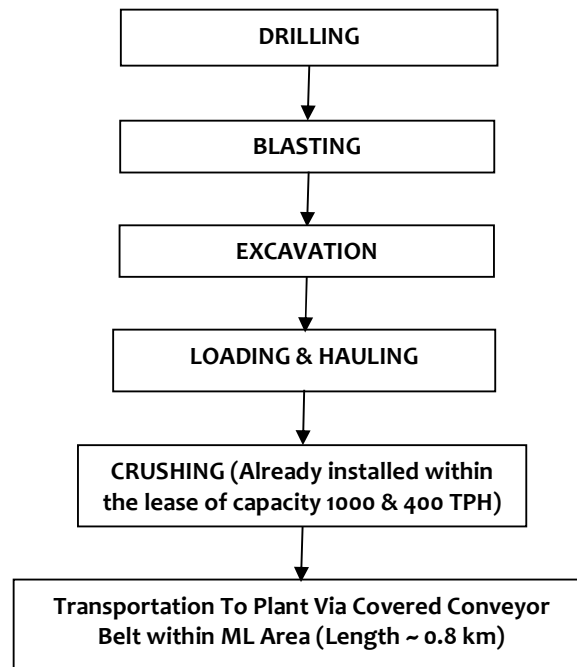 DRILLING
BLASTING
EXCAVATION
LOADING & HAULING
CRUSHING (Already installed within
the lease of capacity 1000 & 400 TPH)
Transportation To Plant Via Covered Conveyor
Belt within ML Area (Length ~ 0.8 km)